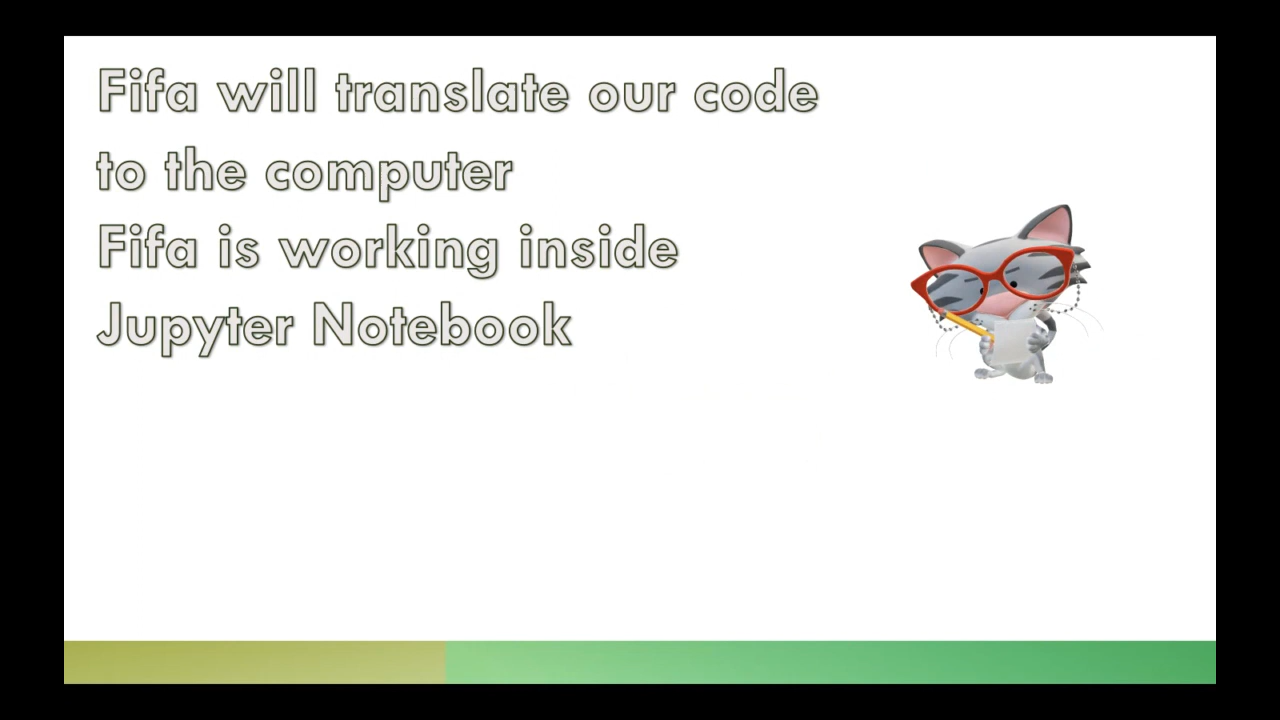 Fifa will translate our code
to the computer
Fifa is working inside
Jupyter Notebook